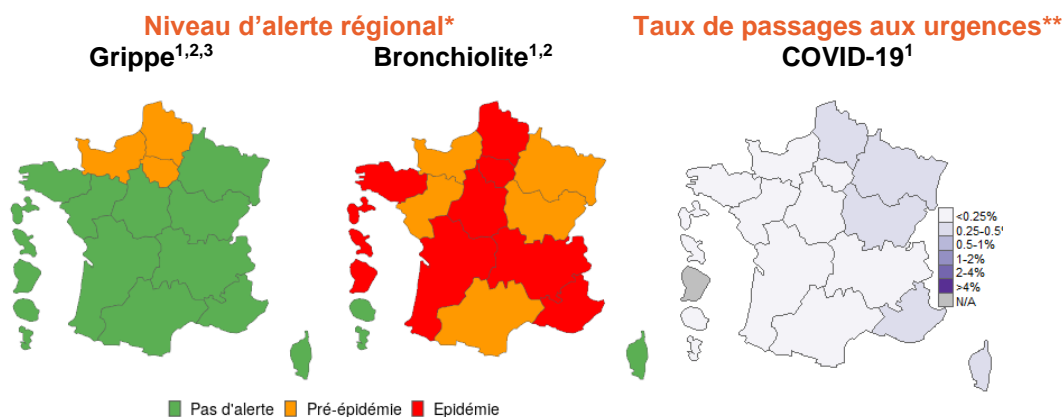 Niveau d'alerte régional*
Grippe1,2,3
Bronchiolite1,2
Taux de passages aux urgences**
COVID-191
<0.25%
0.25-0.5'
0.5-1%
1-2%
2-4%
>4%
N/A
Pas d'alerte Pré-épidémie Epidémie